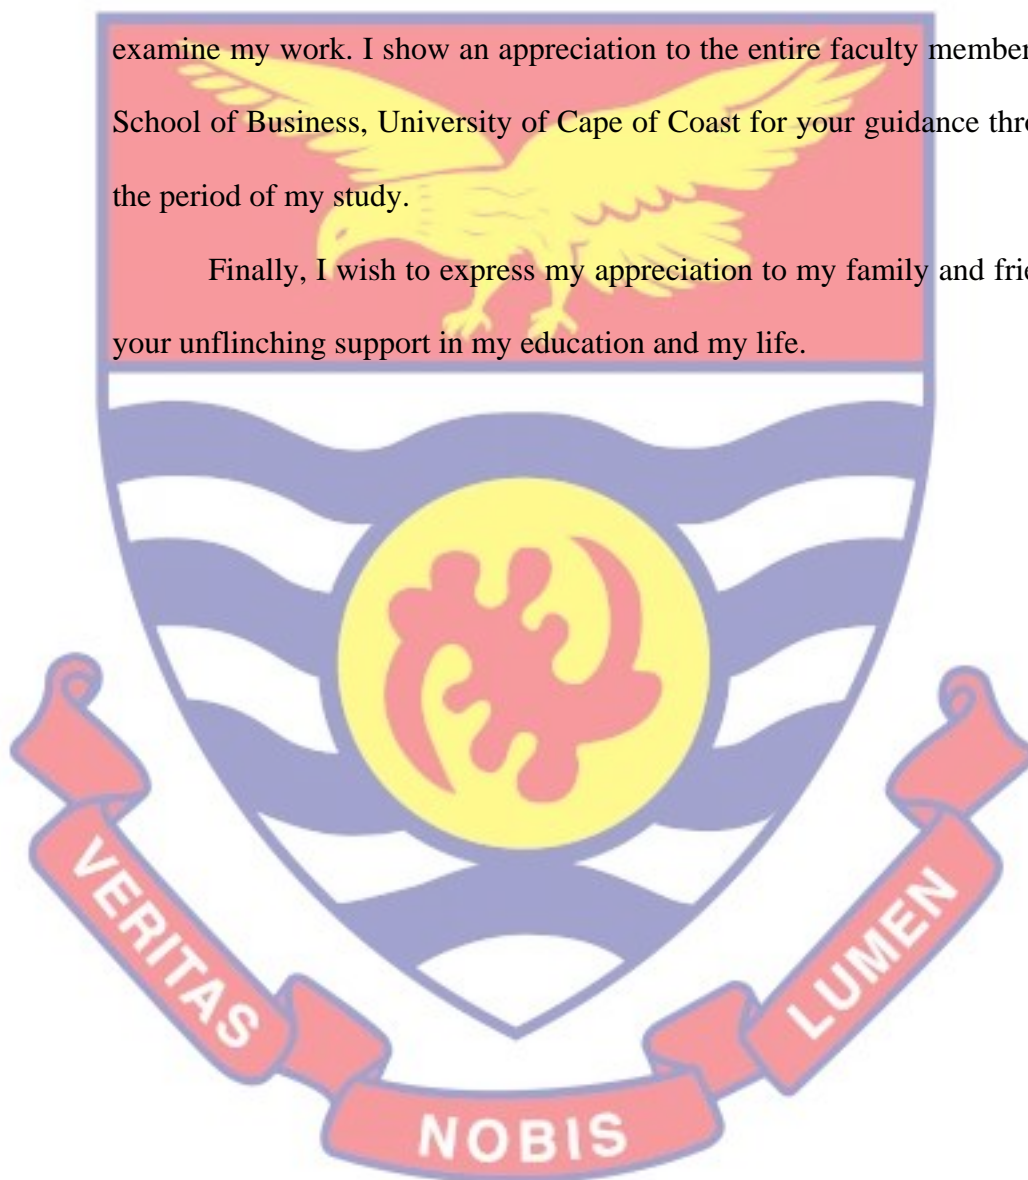 examine my work. I show an appreciation to the entire faculty member
School of Business, University of Cape of Coast for your guidance thr
the period of my study.
Finally, I wish to express my appreciation to my family and frie
your unflinching support in my education and my life.
VERITAS
NOBIS
LUMEN